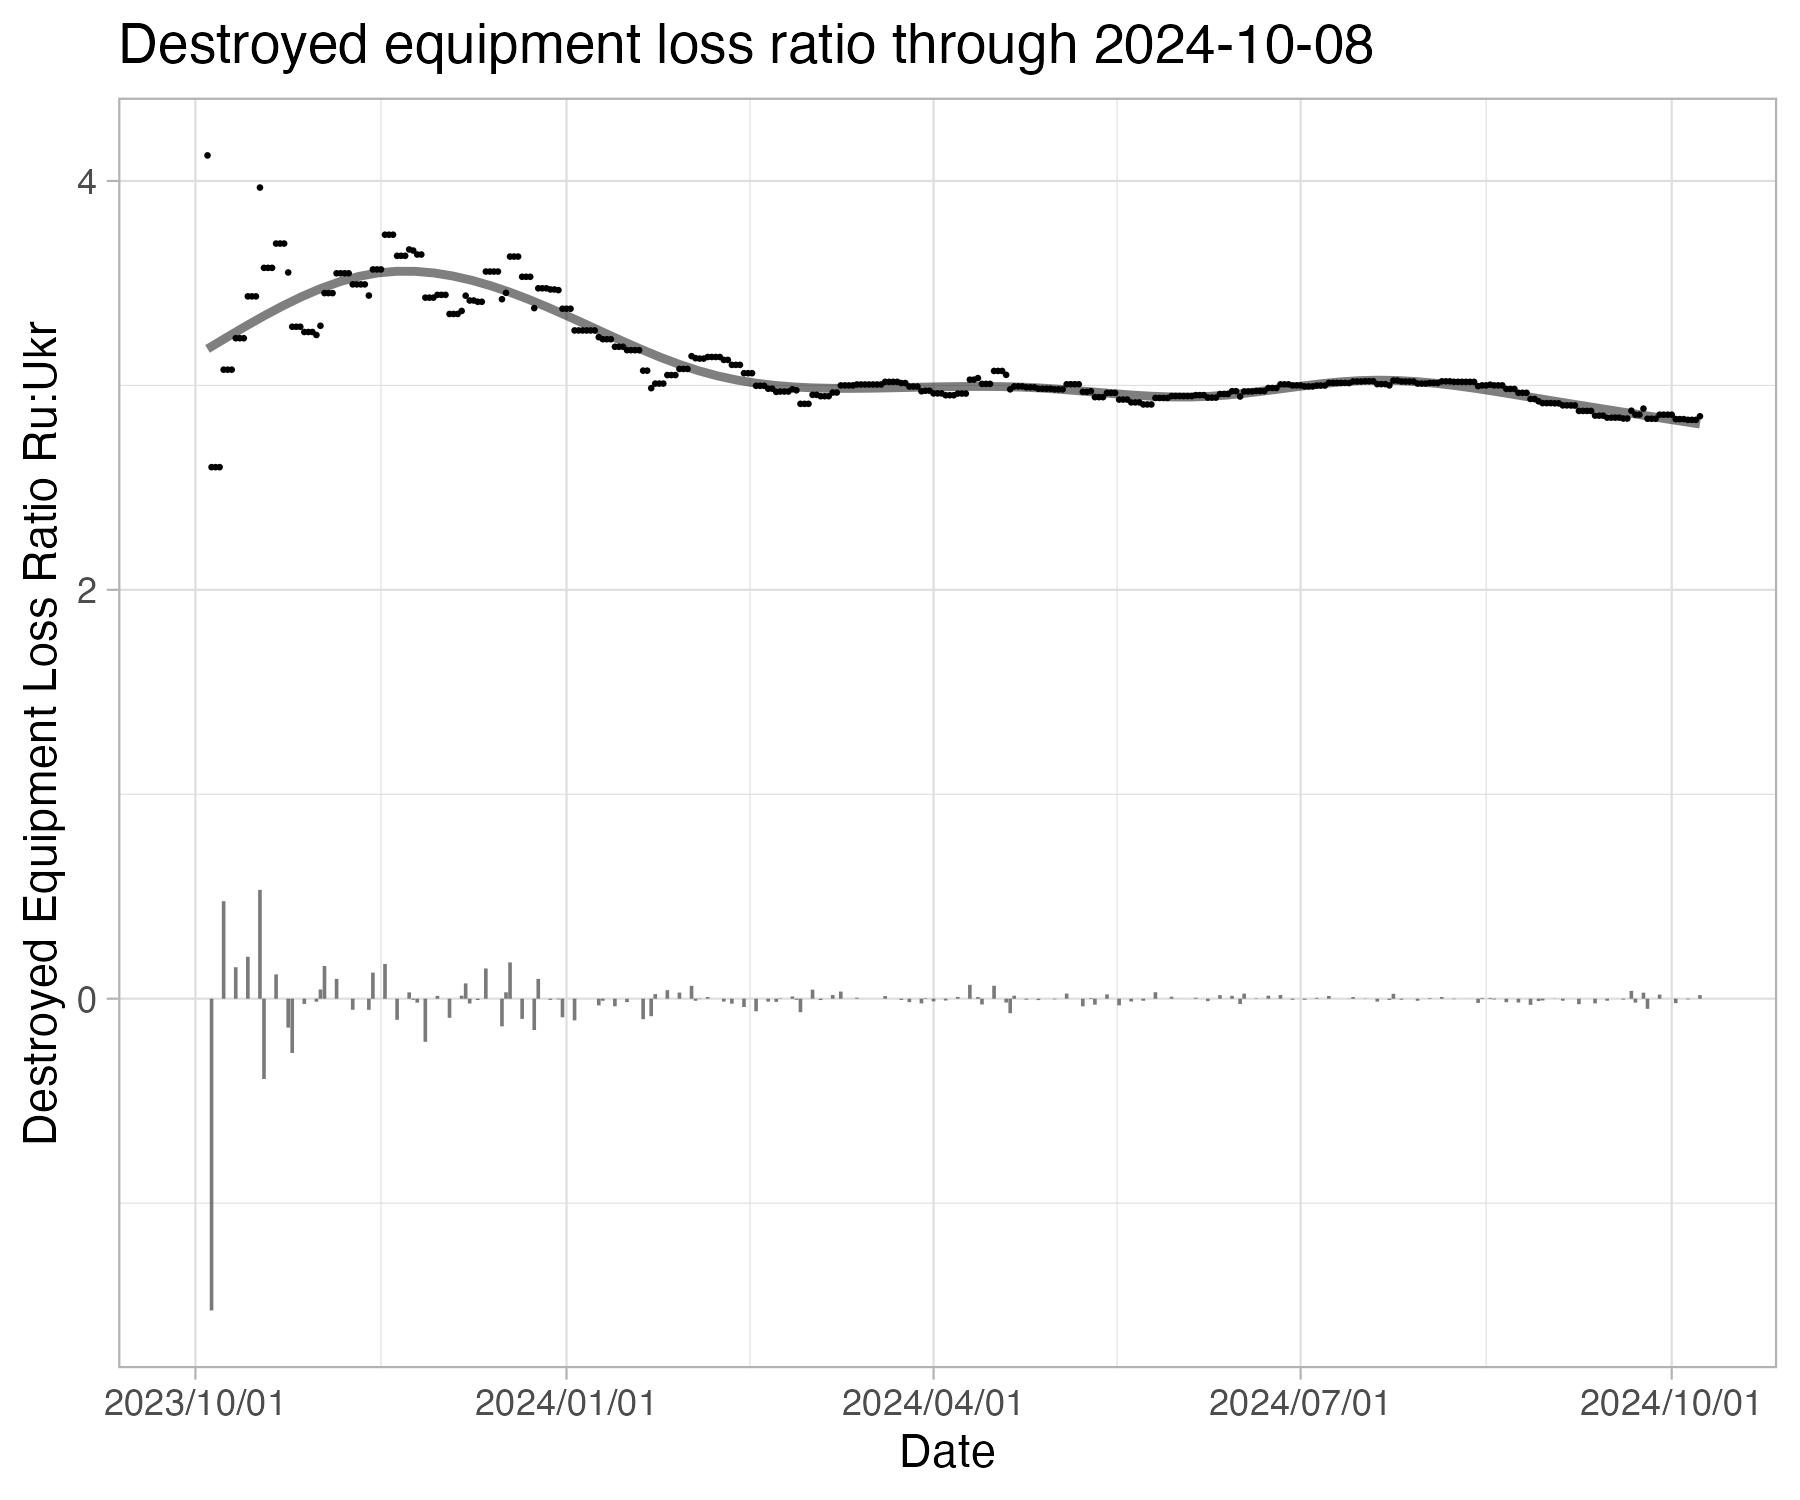 Destroyed equipment loss ratio through 2024-10-08
Destroyed Equipment Loss Ratio Ru:Ukr
4
2
0
2023/10/01
2024/01/01
2024/04/01
2024/07/01
2024/10/01
Date